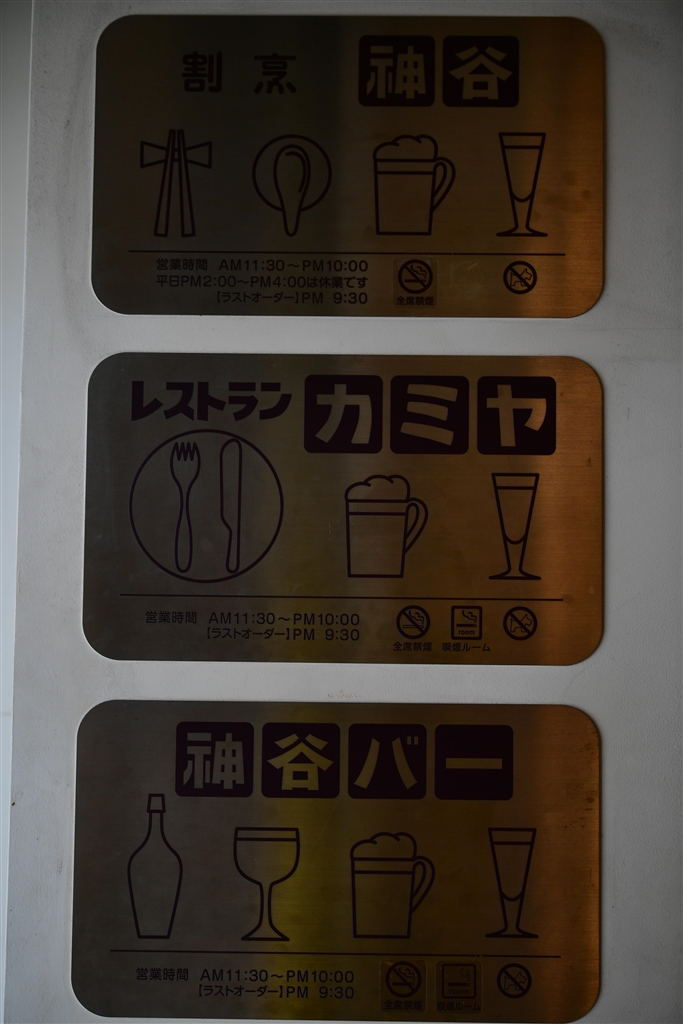 割烹 神谷
営業時間 AM11:30〜PM10:00
平日PM2:00〜PM4:00は休業です
【ラストオーダー】PM 9:30
全席禁煙
レストラン カミヤ
営業時間 AM11:30〜PM10:00
【ラストオーダー】PM 9:30
room
全席禁煙 喫煙ルーム
神谷バー
営業時間 AM11:30〜PM10:00
【ラストオーダー】PM 9:30
全席禁煙 喫煙ルーム